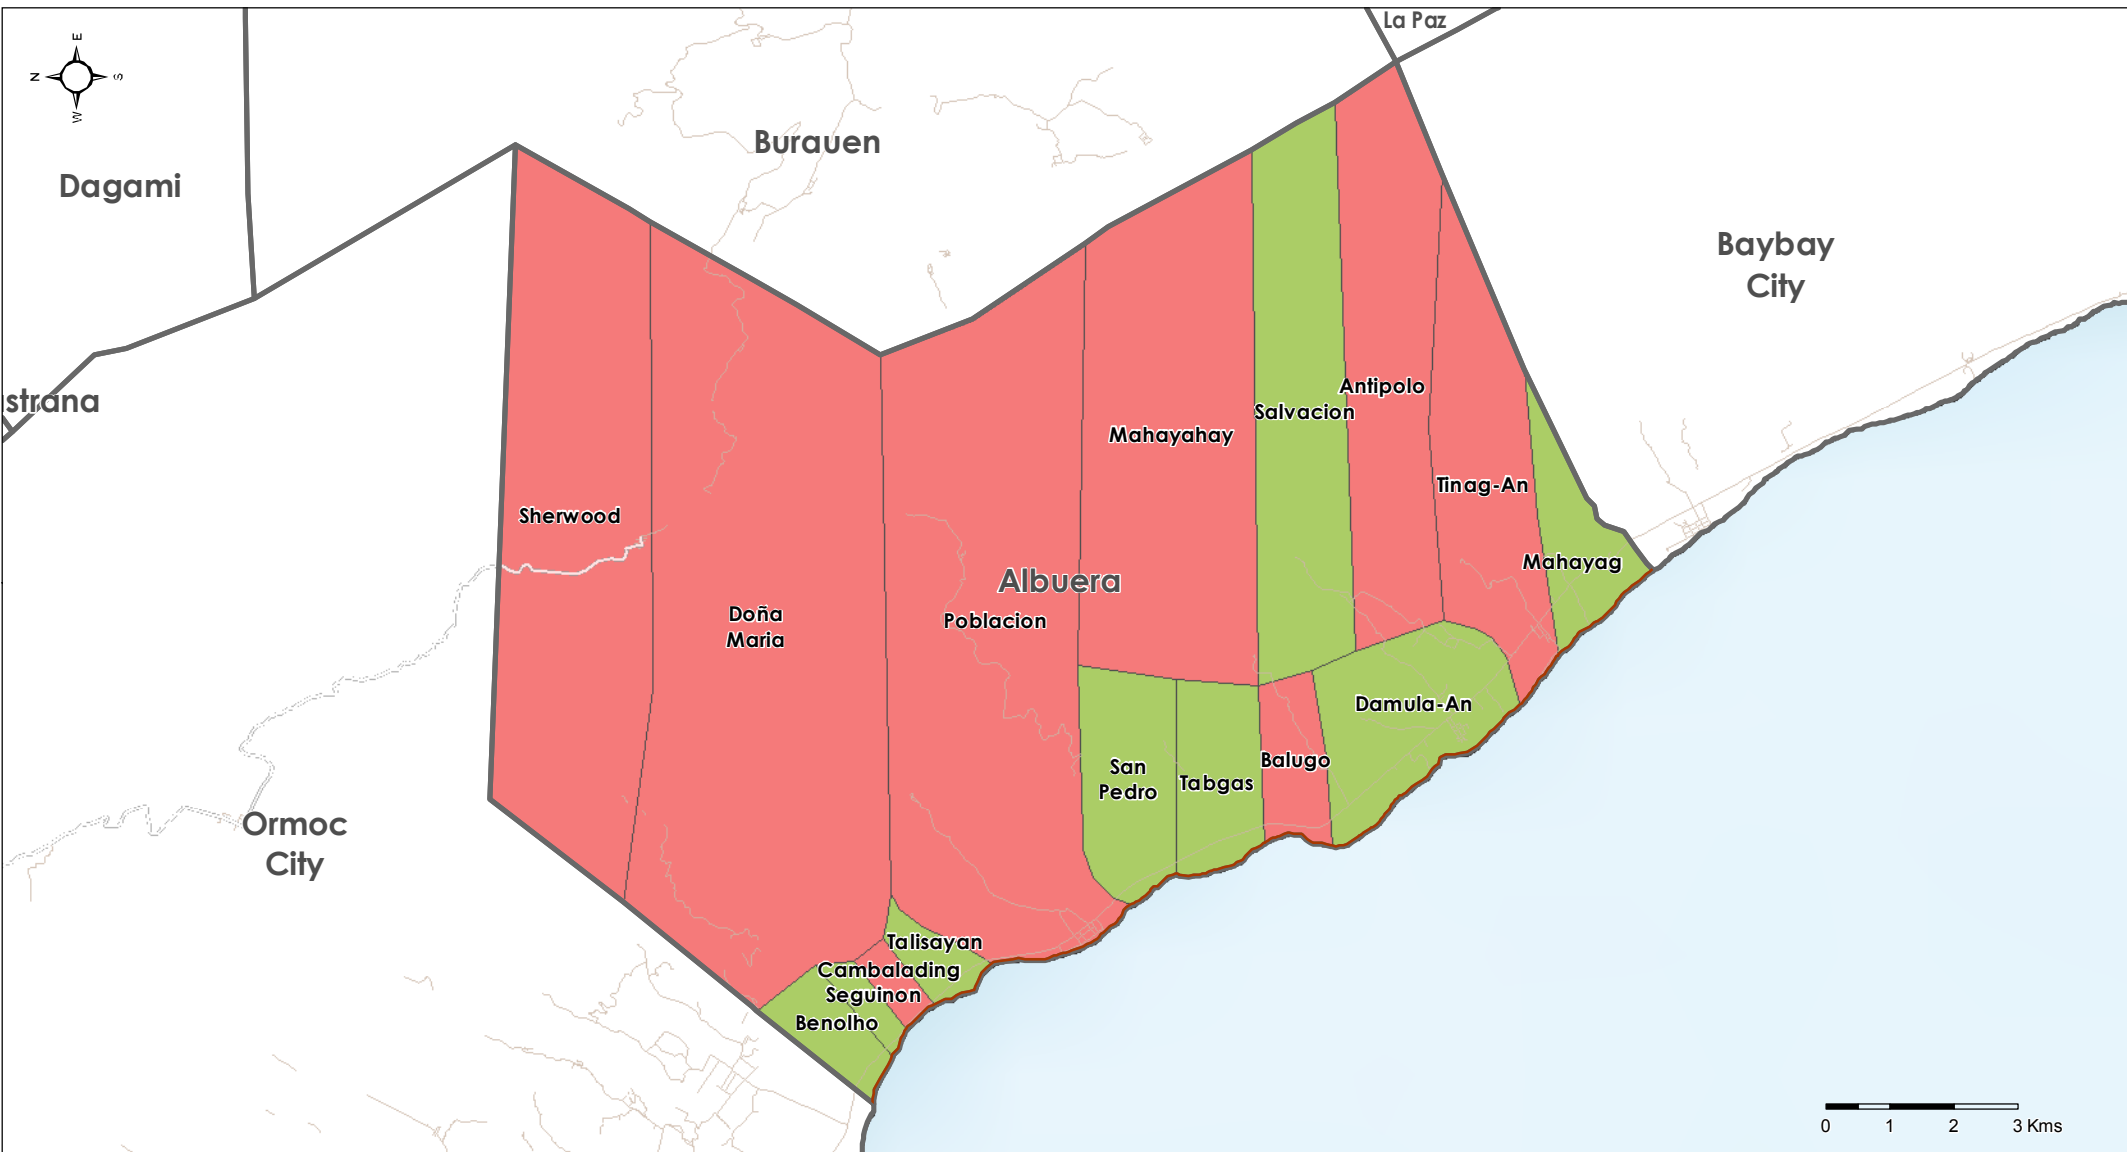 La Paz
E
N
S
W
Burauen
Dagami
Baybay
City
Antipolo
strana
Salvacion
Mahayahay
Tinag-An
Sherwood
Mahayag
Albuera
Doña
Maria
Poblacion
Damula-An
Balugo
San
Pedro
Tabgas
Ormoc
City
Talisayan
Cambalading
Seguinon
Benolho
0 1 2 3 Kms